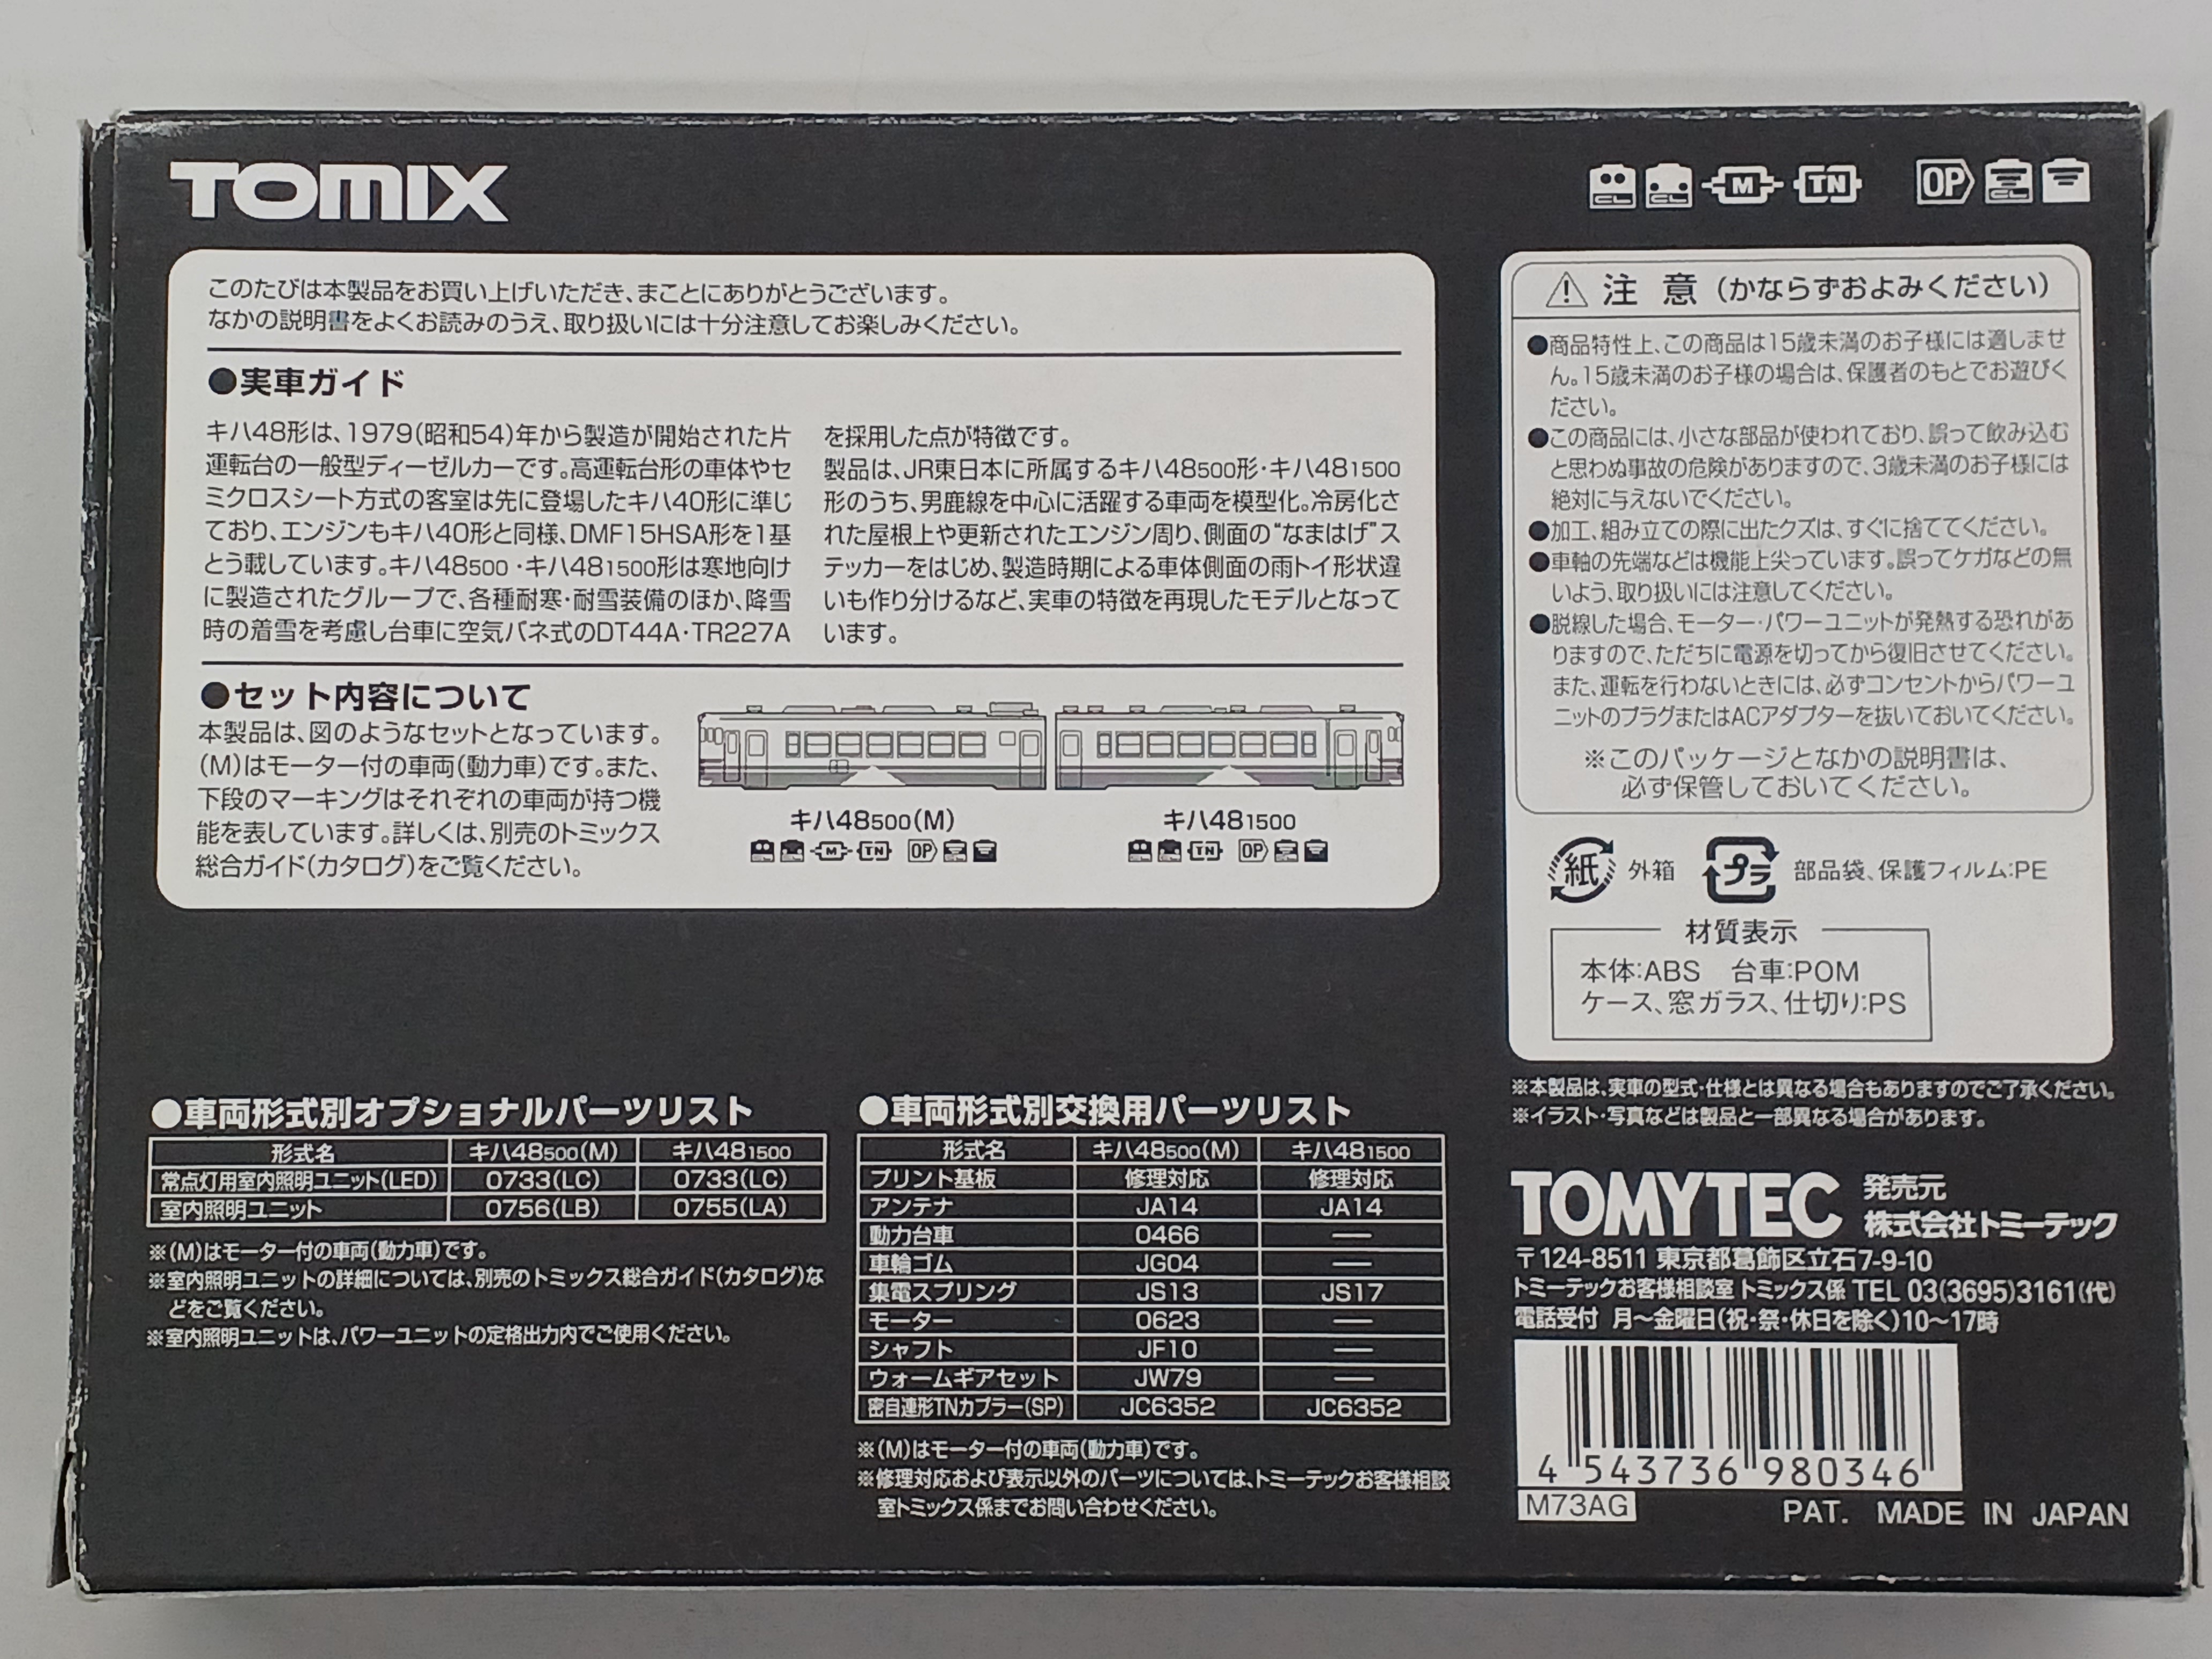 TOMIX
CL CL M TN OP CL
このたびは本製品をお買い上げいただき、まことにありがとうございます。
なかの説明書をよくお読みのうえ、取り扱いには十分注意してお楽しみください。
●実車ガイド
キハ48形は、1979(昭和54)年から製造が開始された片
運転台の一般型ディーゼルカーです。高運転台形の車体やセ
ミクロスシート方式の客室は先に登場したキハ40形に準じ
ており、エンジンもキハ40形と同様、DMF15HSA形を1基
とう載しています。キハ48500・キハ481500形は寒地向け
に製造されたグループで、各種耐寒・耐雪装備のほか、降雪
時の着雪を考慮し台車に空気バネ式のDT44A・TR227A
を採用した点が特徴です。
製品は、JR東日本に所属するキハ48500形・キハ481500
形のうち、男鹿線を中心に活躍する車両を模型化。冷房化さ
れた屋根上や更新されたエンジン周り、側面の“なまはげ”ス
テッカーをはじめ、製造時期による車体側面の雨トイ形状違
いも作り分けるなど、実車の特徴を再現したモデルとなって
います。
●セット内容について
本製品は、図のようなセットとなっています。
(M)はモーター付の車両(動力車)です。また、
下段のマーキングはそれぞれの車両が持つ機
能を表しています。詳しくは、別売のトミックス
総合ガイド(カタログ)をご覧ください。
キハ48500(M) キハ481500
M TN OP TN OP
⚠ 注 意 (かならずおよみください)
●商品特性上、この商品は15歳未満のお子様には適しませ
ん。15歳未満のお子様の場合は、保護者のもとでお遊びく
ださい。
●この商品には、小さな部品が使われており、誤って飲み込む
と思わぬ事故の危険がありますので、3歳未満のお子様には
絶対に与えないでください。
●加工、組み立ての際に出たクズは、すぐに捨ててください。
●車軸の先端などは機能上尖っています。誤ってケガなどの無
いよう、取り扱いには注意してください。
●脱線した場合、モーター・パワーユニットが発熱する恐れがあ
りますので、ただちに電源を切ってから復旧させてください。
また、運転を行わないときには、必ずコンセントからパワーユ
ニットのプラグまたはACアダプターを抜いておいてください。
※このパッケージとなかの説明書は、
必ず保管しておいてください。
紙 外箱 プラ 部品袋、保護フィルム:PE
材質表示
本体:ABS 台車:POM
ケース、窓ガラス、仕切り:PS
※本製品は、実車の型式・仕様とは異なる場合もありますのでご了承ください。
※イラスト・写真などは製品と一部異なる場合があります。
●車両形式別オプショナルパーツリスト
形式名 キハ48500(M) キハ481500
常点灯用室内照明ユニット(LED) 0733(LC) 0733(LC)
室内照明ユニット 0756(LB) 0755(LA)
※(M)はモーター付の車両(動力車)です。
※室内照明ユニットの詳細については、別売のトミックス総合ガイド(カタログ)な
どをご覧ください。
※室内照明ユニットは、パワーユニットの定格出力内でご使用ください。
●車両形式別交換用パーツリスト
形式名 キハ48500(M) キハ481500
プリント基板 修理対応 修理対応
アンテナ JA14 JA14
動力台車 0466 ―
車輪ゴム JG04 ―
集電スプリング JS13 JS17
モーター 0623 ―
シャフト JF10 ―
ウォームギアセット JW79 ―
密自連形TNカプラー(SP) JC6352 JC6352
※(M)はモーター付の車両(動力車)です。
※修理対応および表示以外のパーツについては、トミーテックお客様相談
室トミックス係までお問い合わせください。
TOMYTEC 発売元
株式会社トミーテック
〒124-8511 東京都葛飾区立石7-9-10
トミーテックお客様相談室 トミックス係 TEL 03(3695)3161(代)
電話受付 月～金曜日(祝・祭・休日を除く)10～17時
4 543736 980346
M73AG
PAT. MADE IN JAPAN